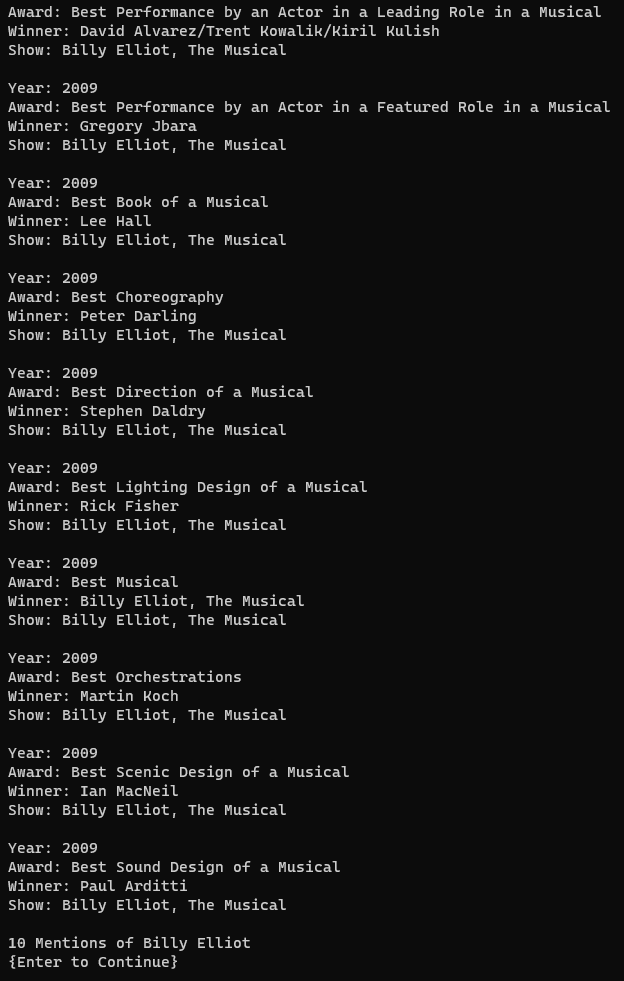 Award: Best Performance by an Actor in a Leading Role in a Musical
Winner: David Alvarez/Trent Kowalik/Kiril Kulish
Show: Billy Elliot, The Musical
Year: 2009
Award: Best Performance by an Actor in a Featured Role in a Musical
Winner: Gregory Jbara
Show: Billy Elliot, The Musical
Year: 2009
Award: Best Book of a Musical
Winner: Lee Hall
Show: Billy Elliot, The Musical
Year: 2009
Award: Best Choreography
Winner: Peter Darling
Show: Billy Elliot, The Musical
Year: 2009
Award: Best Direction of a Musical
Winner: Stephen Daldry
Show: Billy Elliot, The Musical
Year: 2009
Award: Best Lighting Design of a Musical
Winner: Rick Fisher
Show: Billy Elliot, The Musical
Year: 2009
Award: Best Musical
Winner: Billy Elliot, The Musical
Show: Billy Elliot, The Musical
Year: 2009
Award: Best Orchestrations
Winner: Martin Koch
Show: Billy Elliot, The Musical
Year: 2009
Award: Best Scenic Design of a Musical
Winner: Ian MacNeil
Show: Billy Elliot, The Musical
Year: 2009
Award: Best Sound Design of a Musical
Winner: Paul Arditti
Show: Billy Elliot, The Musical
10 Mentions of Billy Elliot
{Enter to Continue}